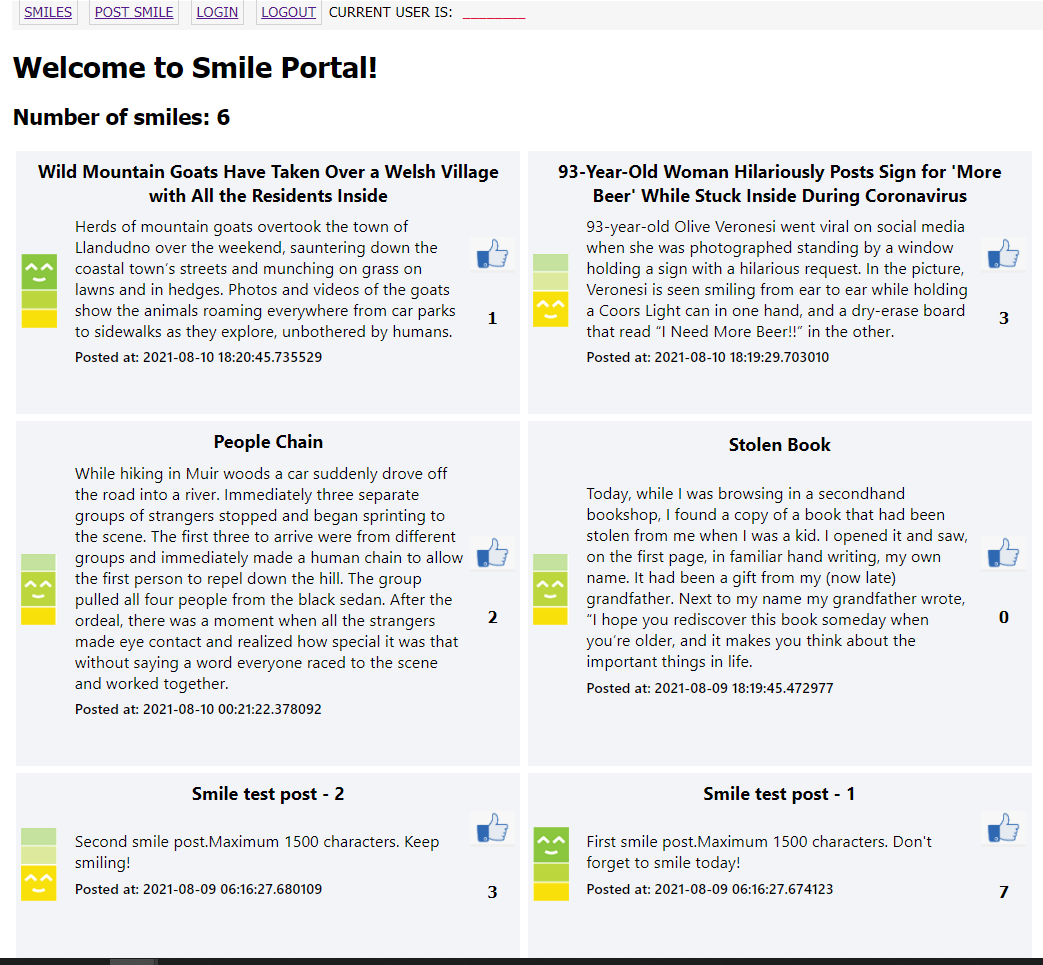 SMILES POST SMILE LOGIN LOGOUT CURRENT USER IS: ________
Welcome to Smile Portal!
Number of smiles: 6
Wild Mountain Goats Have Taken Over a Welsh Village
with All the Residents Inside
Herds of mountain goats overtook the town of
Llandudno over the weekend, sauntering down the
coastal town’s streets and munching on grass on
lawns and in hedges. Photos and videos of the goats
show the animals roaming everywhere from car parks
to sidewalks as they explore, unbothered by humans.
Posted at: 2021-08-10 18:20:45.735529
1
93-Year-Old Woman Hilariously Posts Sign for 'More
Beer' While Stuck Inside During Coronavirus
93-year-old Olive Veronesi went viral on social media
when she was photographed standing by a window
holding a sign with a hilarious request. In the picture,
Veronesi is seen smiling from ear to ear while holding
a Coors Light can in one hand, and a dry-erase board
that read “I Need More Beer!!” in the other.
Posted at: 2021-08-10 18:19:29.703010
3
People Chain
While hiking in Muir woods a car suddenly drove off
the road into a river. Immediately three separate
groups of strangers stopped and began sprinting to
the scene. The first three to arrive were from different
groups and immediately made a human chain to allow
the first person to repel down the hill. The group
pulled all four people from the black sedan. After the
ordeal, there was a moment when all the strangers
made eye contact and realized how special it was that
without saying a word everyone raced to the scene
and worked together.
Posted at: 2021-08-10 00:21:22.378092
2
Stolen Book
Today, while I was browsing in a secondhand
bookshop, I found a copy of a book that had been
stolen from me when I was a kid. I opened it and saw,
on the first page, in familiar hand writing, my own
name. It had been a gift from my (now late)
grandfather. Next to my name my grandfather wrote,
“I hope you rediscover this book someday when
you’re older, and it makes you think about the
important things in life.
Posted at: 2021-08-09 18:19:45.472977
0
Smile test post - 2
Second smile post.Maximum 1500 characters. Keep
smiling!
Posted at: 2021-08-09 06:16:27.680109
3
Smile test post - 1
First smile post.Maximum 1500 characters. Don't
forget to smile today!
Posted at: 2021-08-09 06:16:27.674123
7